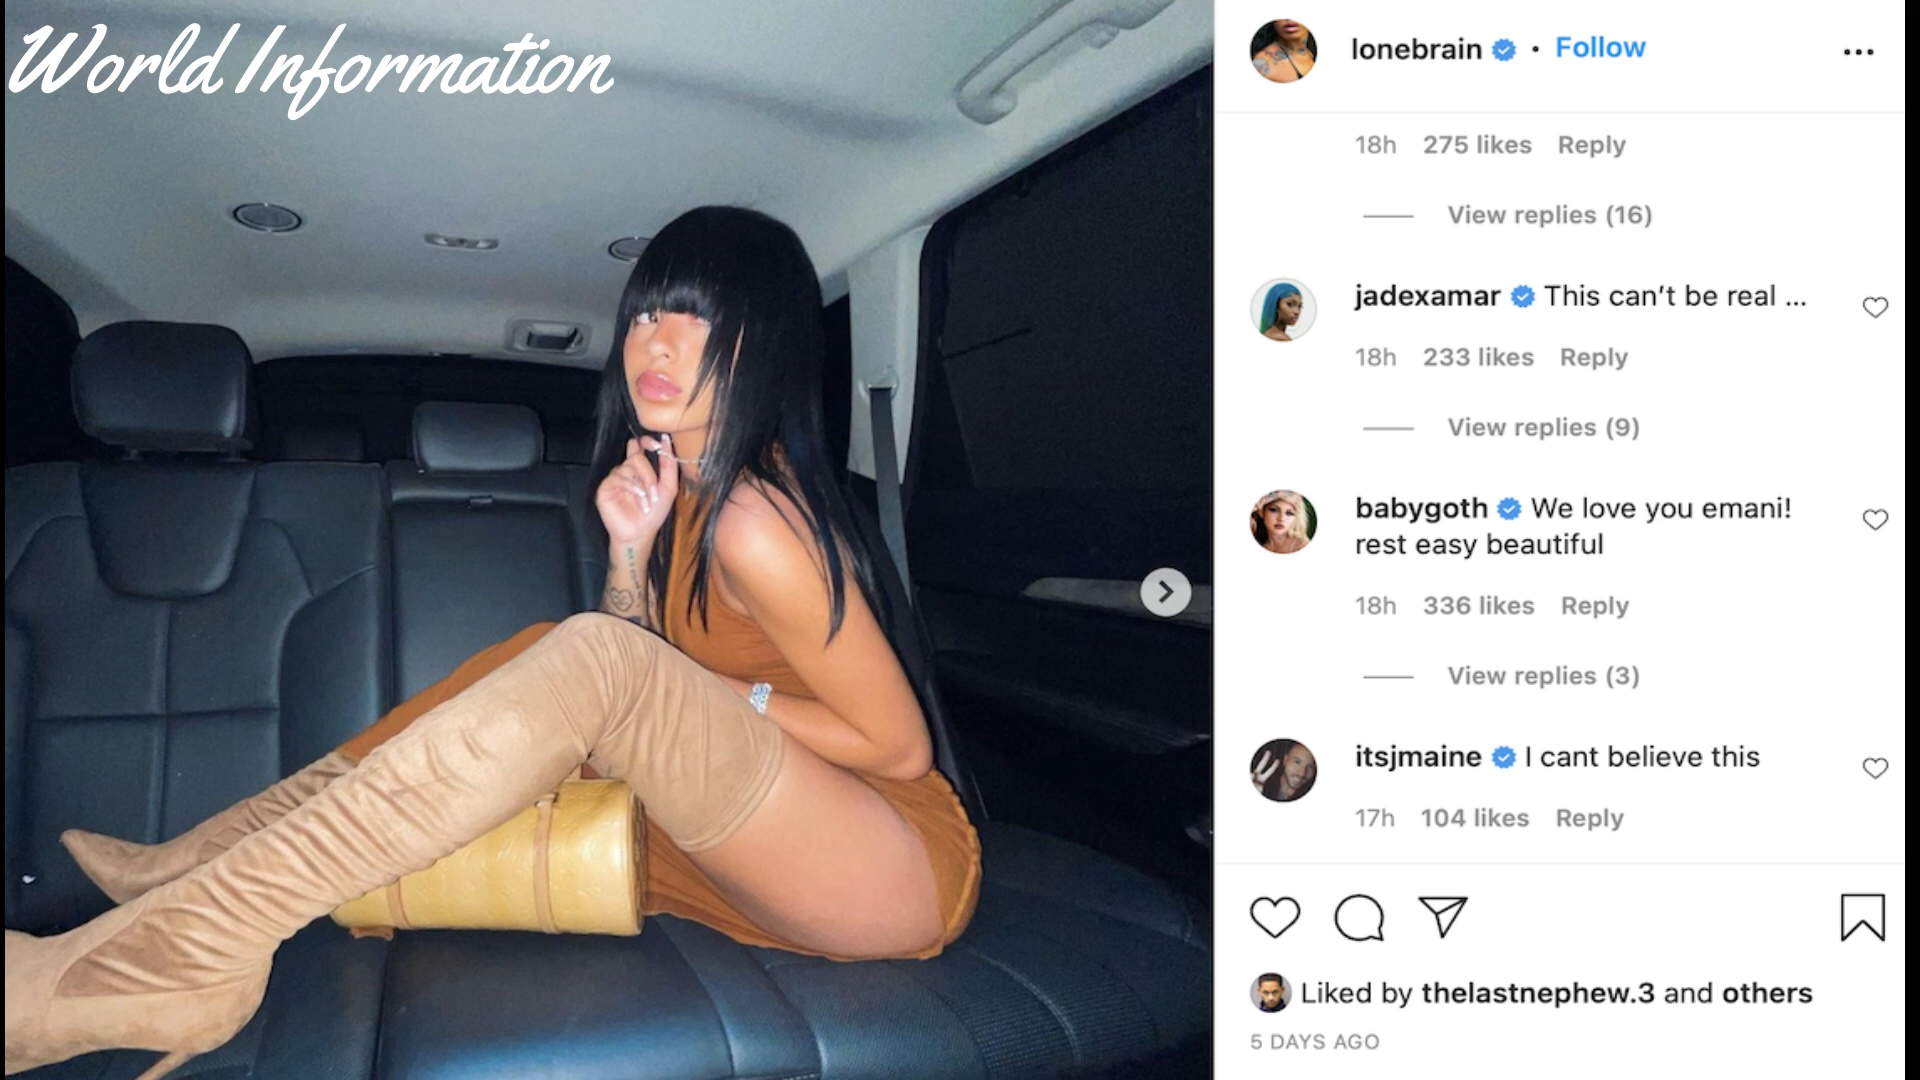 World Information
lonebrain • Follow
18h 275 likes Reply
View replies (16)
jadexamar This can’t be real ...
18h 233 likes Reply
View replies (9)
babygoth We love you emani!
rest easy beautiful
18h 336 likes Reply
View replies (3)
itsjmaine I cant believe this
17h 104 likes Reply
Liked by thelastnephew.3 and others
5 DAYS AGO